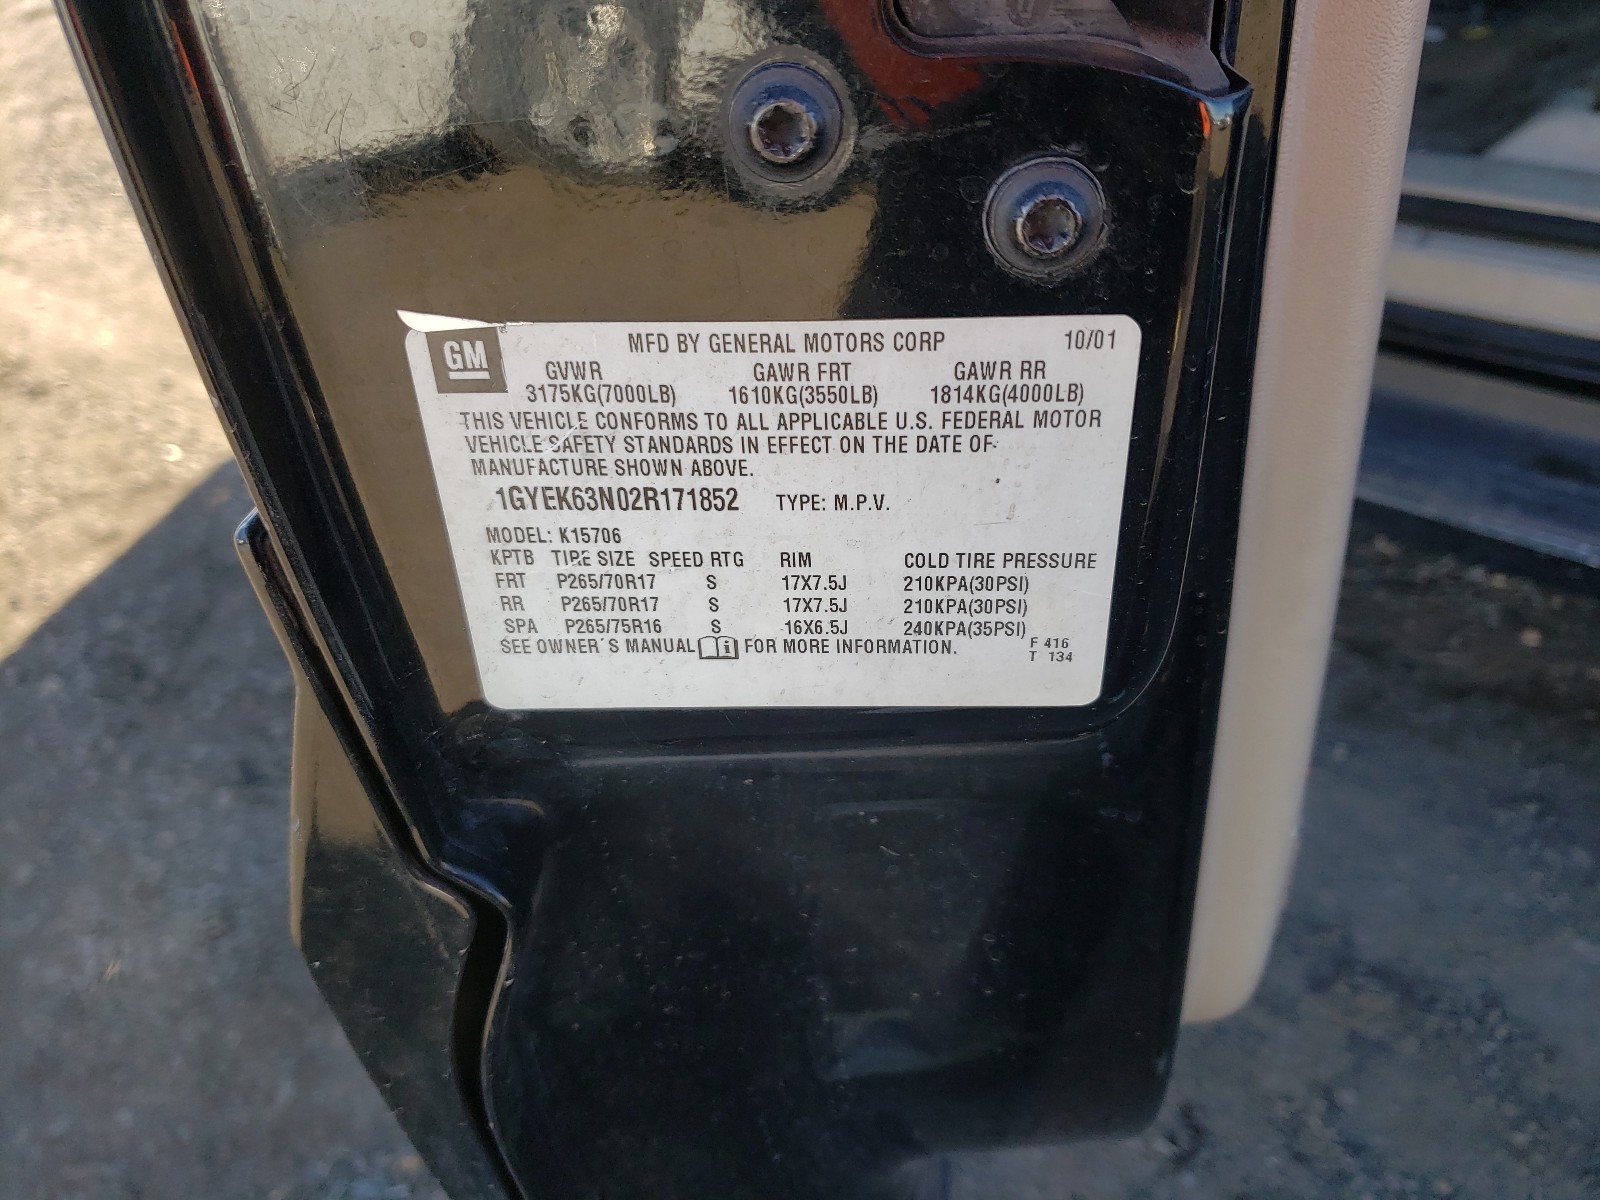 GM MFD BY GENERAL MOTORS CORP 10/01
GVWR GAWR FRT GAWR RR
3175KG(7000LB) 1610KG(3550LB) 1814KG(4000LB)
THIS VEHICLE CONFORMS TO ALL APPLICABLE U.S. FEDERAL MOTOR
VEHICLE SAFETY STANDARDS IN EFFECT ON THE DATE OF
MANUFACTURE SHOWN ABOVE.
1GYEK63N02R171852 TYPE: M.P.V.
MODEL: K15706
KPTB TIRE SIZE SPEED RTG RIM COLD TIRE PRESSURE
FRT P265/70R17 S 17X7.5J 210KPA(30PSI)
RR P265/70R17 S 17X7.5J 210KPA(30PSI)
SPA P265/75R16 S 16X6.5J 240KPA(35PSI)
SEE OWNER'S MANUAL i FOR MORE INFORMATION. F 416
T 134